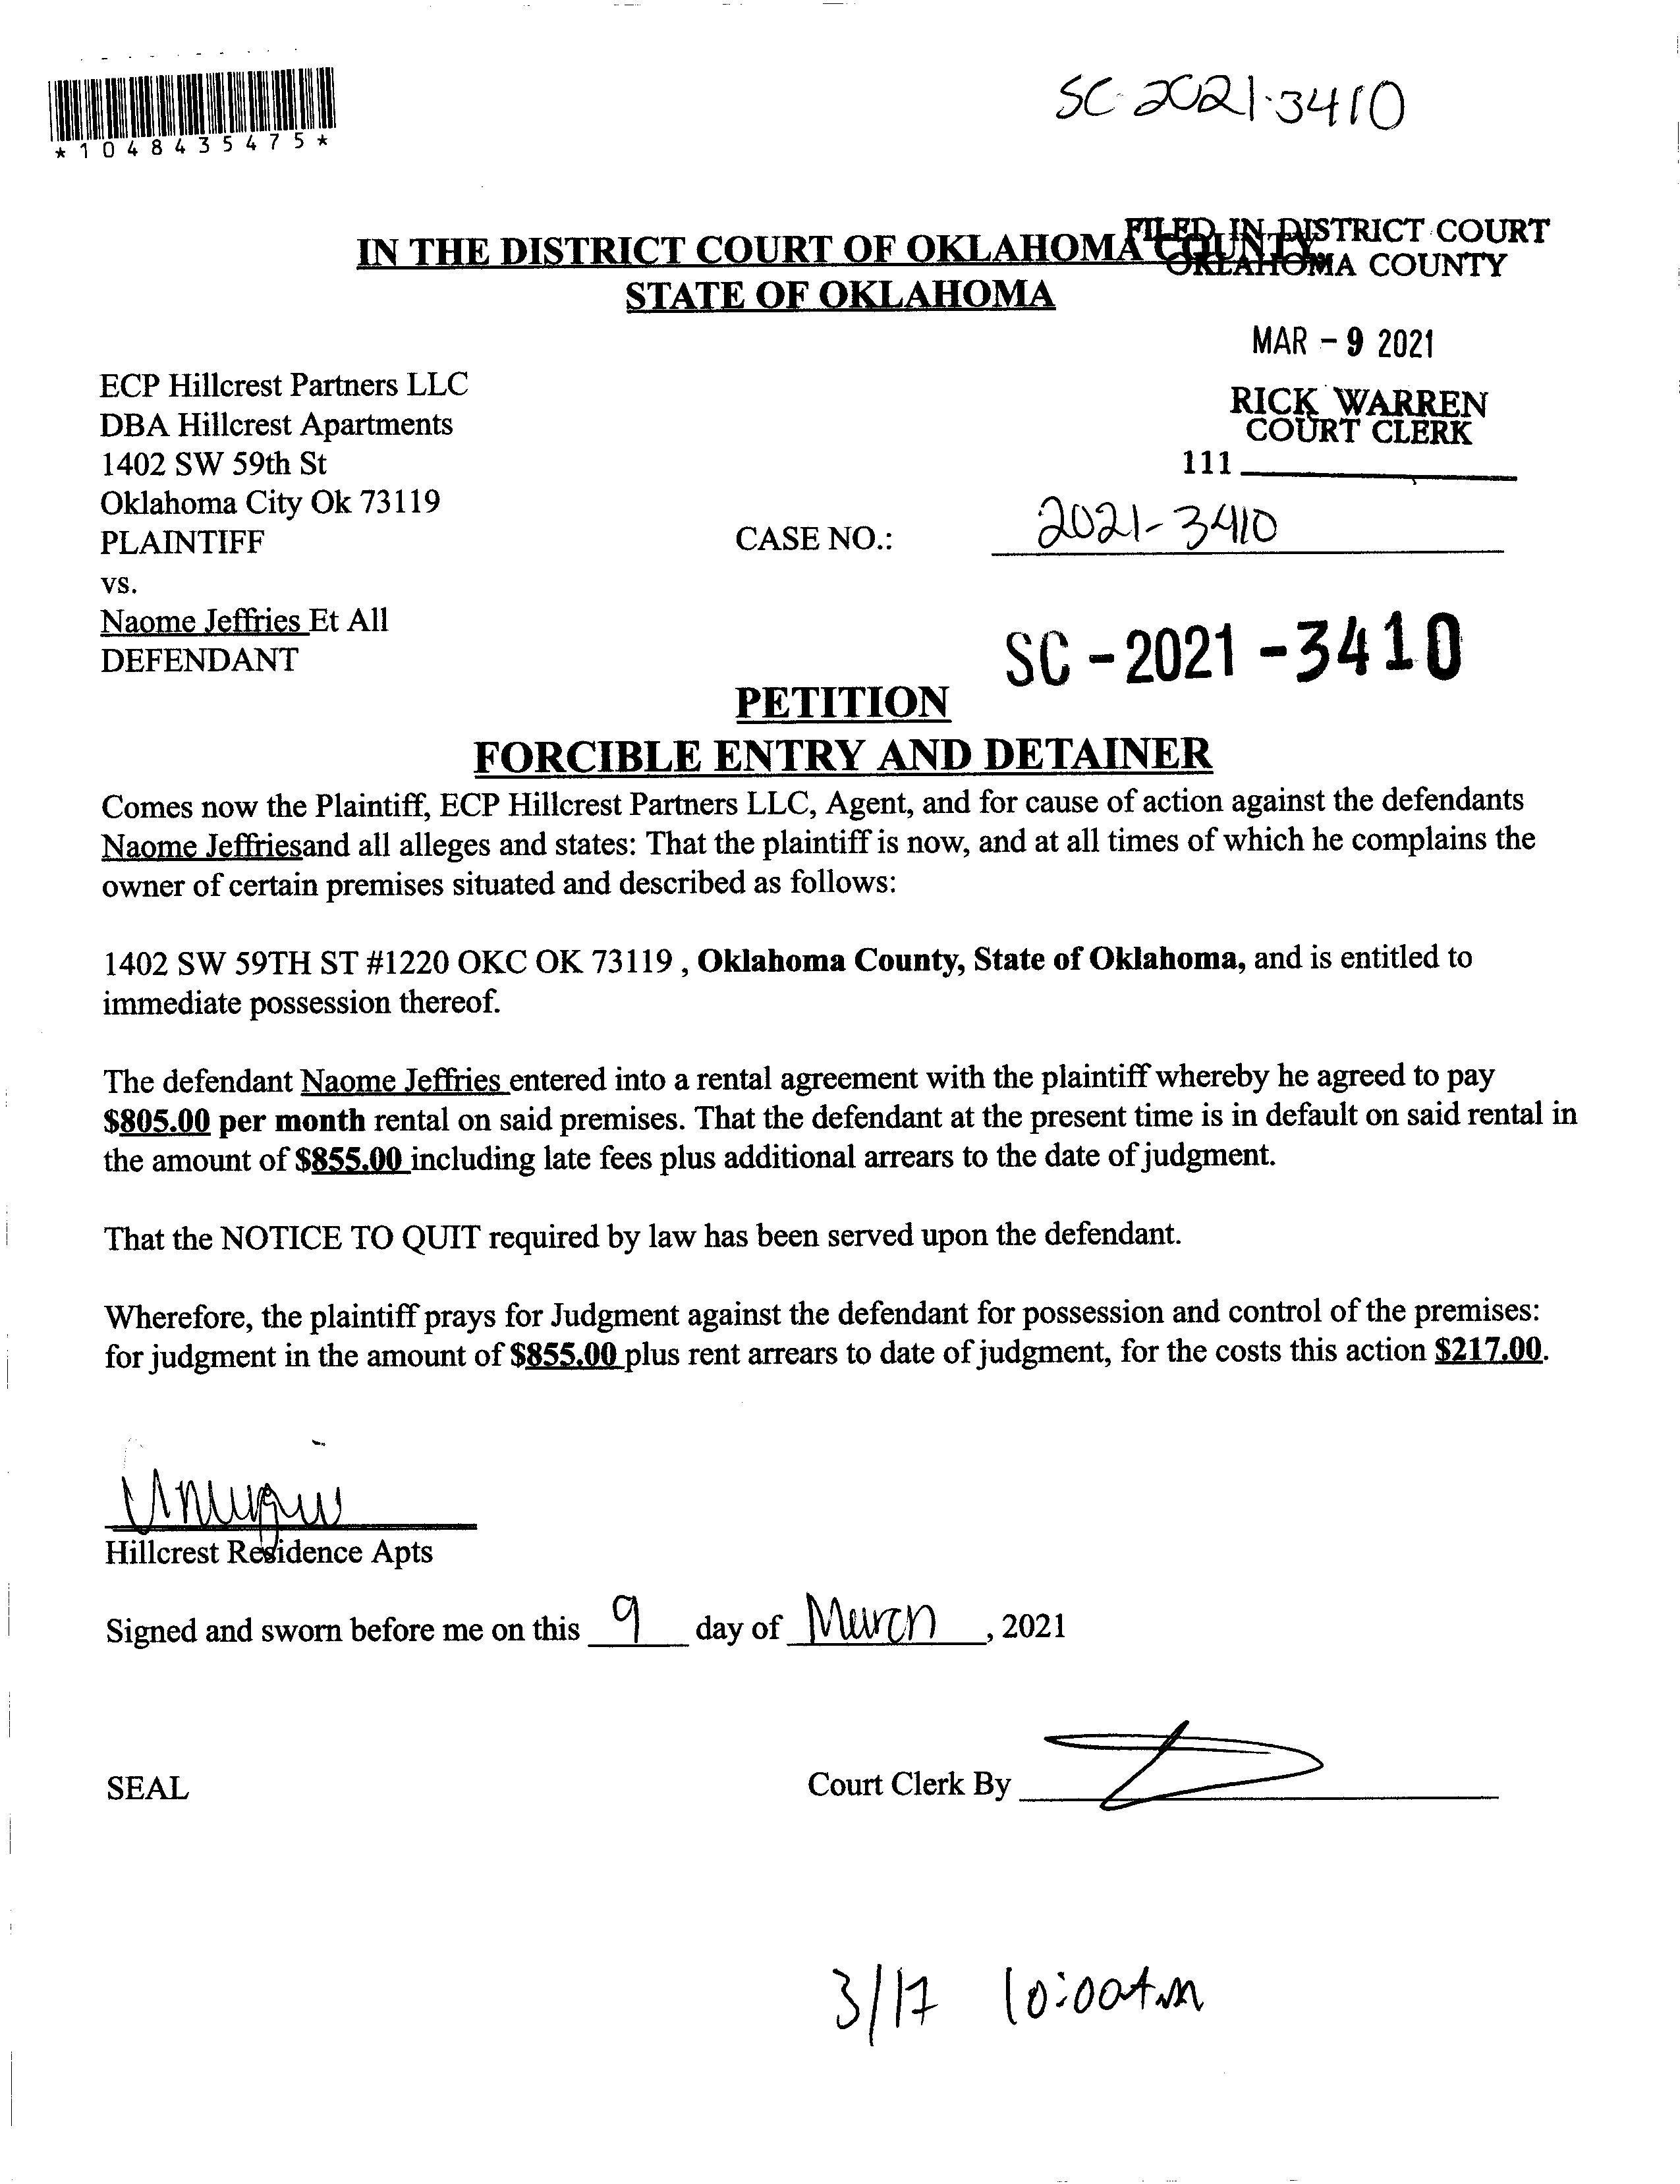 SC-2021-3410
*1048435475*
IN THE DISTRICT COURT OF OKLAHOMA COUNTY
STATE OF OKLAHOMA
FILED IN DISTRICT COURT
OKLAHOMA COUNTY
MAR - 9 2021
RICK WARREN
COURT CLERK
111
ECP Hillcrest Partners LLC
DBA Hillcrest Apartments
1402 SW 59th St
Oklahoma City Ok 73119
PLAINTIFF
CASE NO.: 2021-3410
vs.
Naome Jeffries Et All
DEFENDANT
SC - 2021 - 3410
PETITION
FORCIBLE ENTRY AND DETAINER
Comes now the Plaintiff, ECP Hillcrest Partners LLC, Agent, and for cause of action against the defendants
Naome Jeffriesand all alleges and states: That the plaintiff is now, and at all times of which he complains the
owner of certain premises situated and described as follows:
1402 SW 59TH ST #1220 OKC OK 73119 , Oklahoma County, State of Oklahoma, and is entitled to
immediate possession thereof.
The defendant Naome Jeffries entered into a rental agreement with the plaintiff whereby he agreed to pay
$805.00 per month rental on said premises. That the defendant at the present time is in default on said rental in
the amount of $855.00 including late fees plus additional arrears to the date of judgment.
That the NOTICE TO QUIT required by law has been served upon the defendant.
Wherefore, the plaintiff prays for Judgment against the defendant for possession and control of the premises:
for judgment in the amount of $855.00 plus rent arrears to date of judgment, for the costs this action $217.00.
Hillcrest Residence Apts
Signed and sworn before me on this 9 day of March , 2021
SEAL
Court Clerk By
3/17 10:00AM